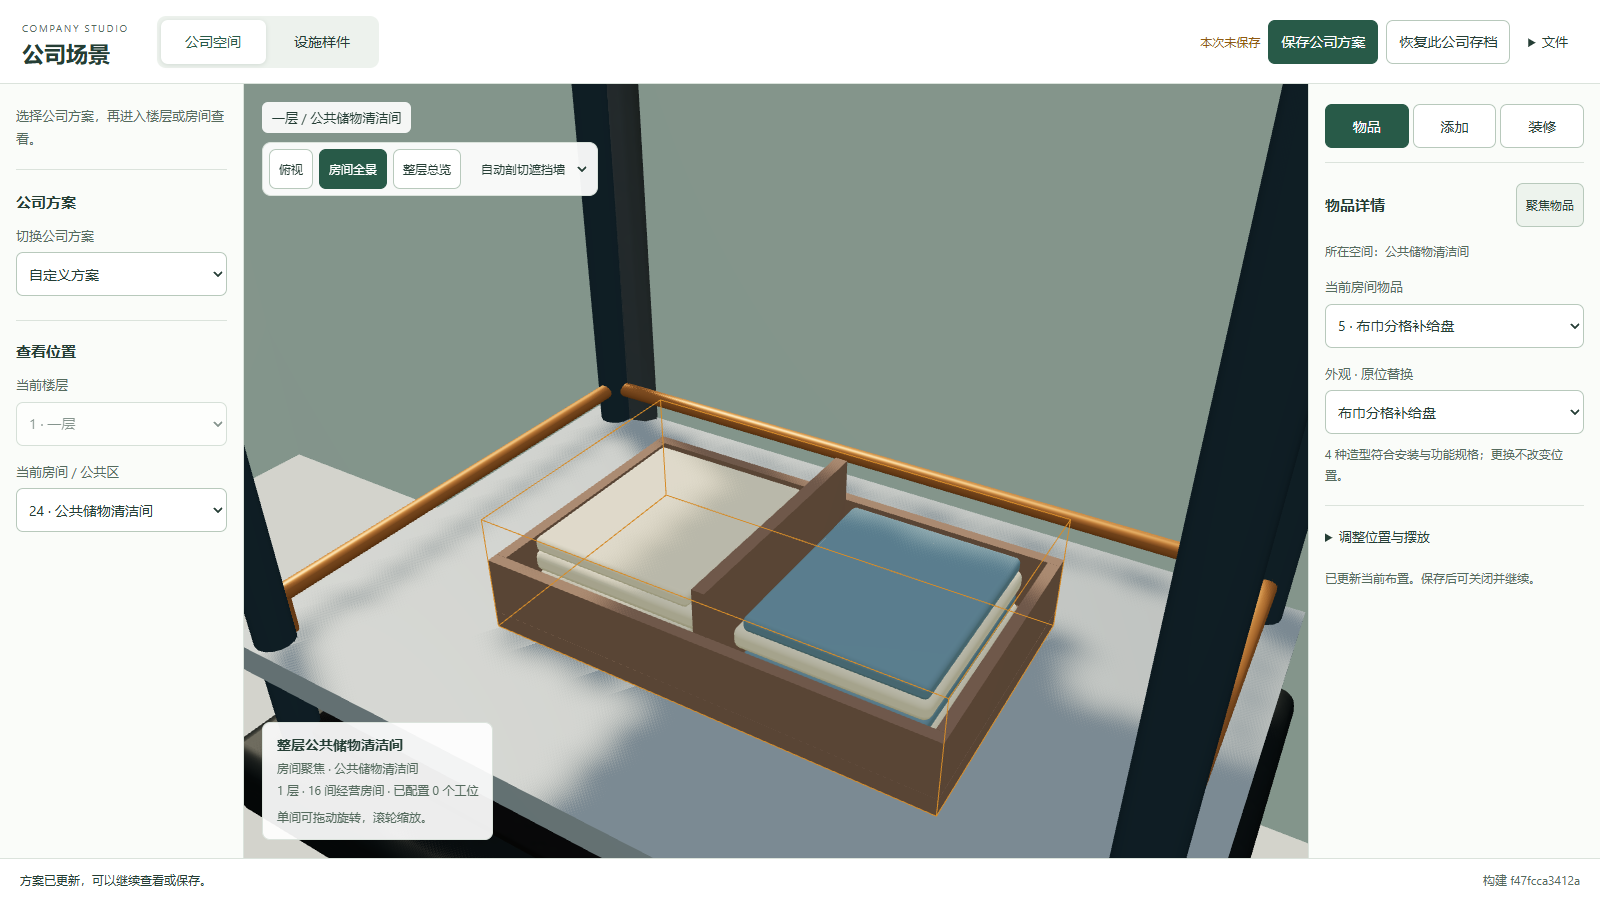 COMPANY STUDIO
公司场景
公司空间
设施样件
本次未保存
保存公司方案
恢复此公司存档
文件
选择公司方案，再进入楼层或房间查
看。
公司方案
切换公司方案
自定义方案
查看位置
当前楼层
1 · 一层
当前房间 / 公共区
24 · 公共储物清洁间
一层 / 公共储物清洁间
俯视
房间全景
整层总览
自动剖切遮挡墙
整层公共储物清洁间
房间聚焦 · 公共储物清洁间
1 层 · 16 间经营房间 · 已配置 0 个工位
单间可拖动旋转，滚轮缩放。
物品
添加
装修
物品详情
聚焦物品
所在空间：公共储物清洁间
当前房间物品
5 · 布巾分格补给盘
外观 · 原位替换
布巾分格补给盘
4 种造型符合安装与功能规格；更换不改变位
置。
调整位置与摆放
已更新当前布置。保存后可关闭并继续。
方案已更新，可以继续查看或保存。
构建 f47fcca3412a